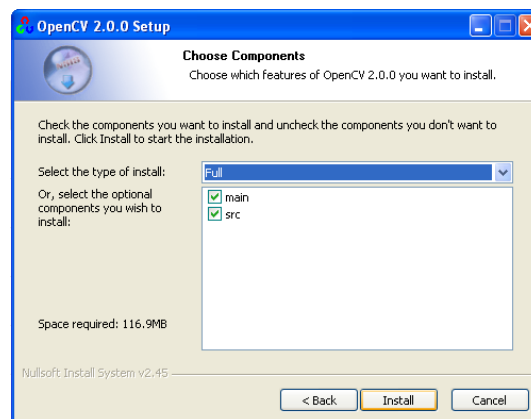 OpenCV 2.0.0 Setup
Choose Components
Choose which features of OpenCV 2.0.0 you want to install.
Check the components you want to install and uncheck the components you don't want to
install. Click Install to start the installation.
Select the type of install:
Full
Or, select the optional
components you wish to
install:
main
src
Space required: 116.9MB
Nullsoft Install System v2.45
< Back
Install
Cancel